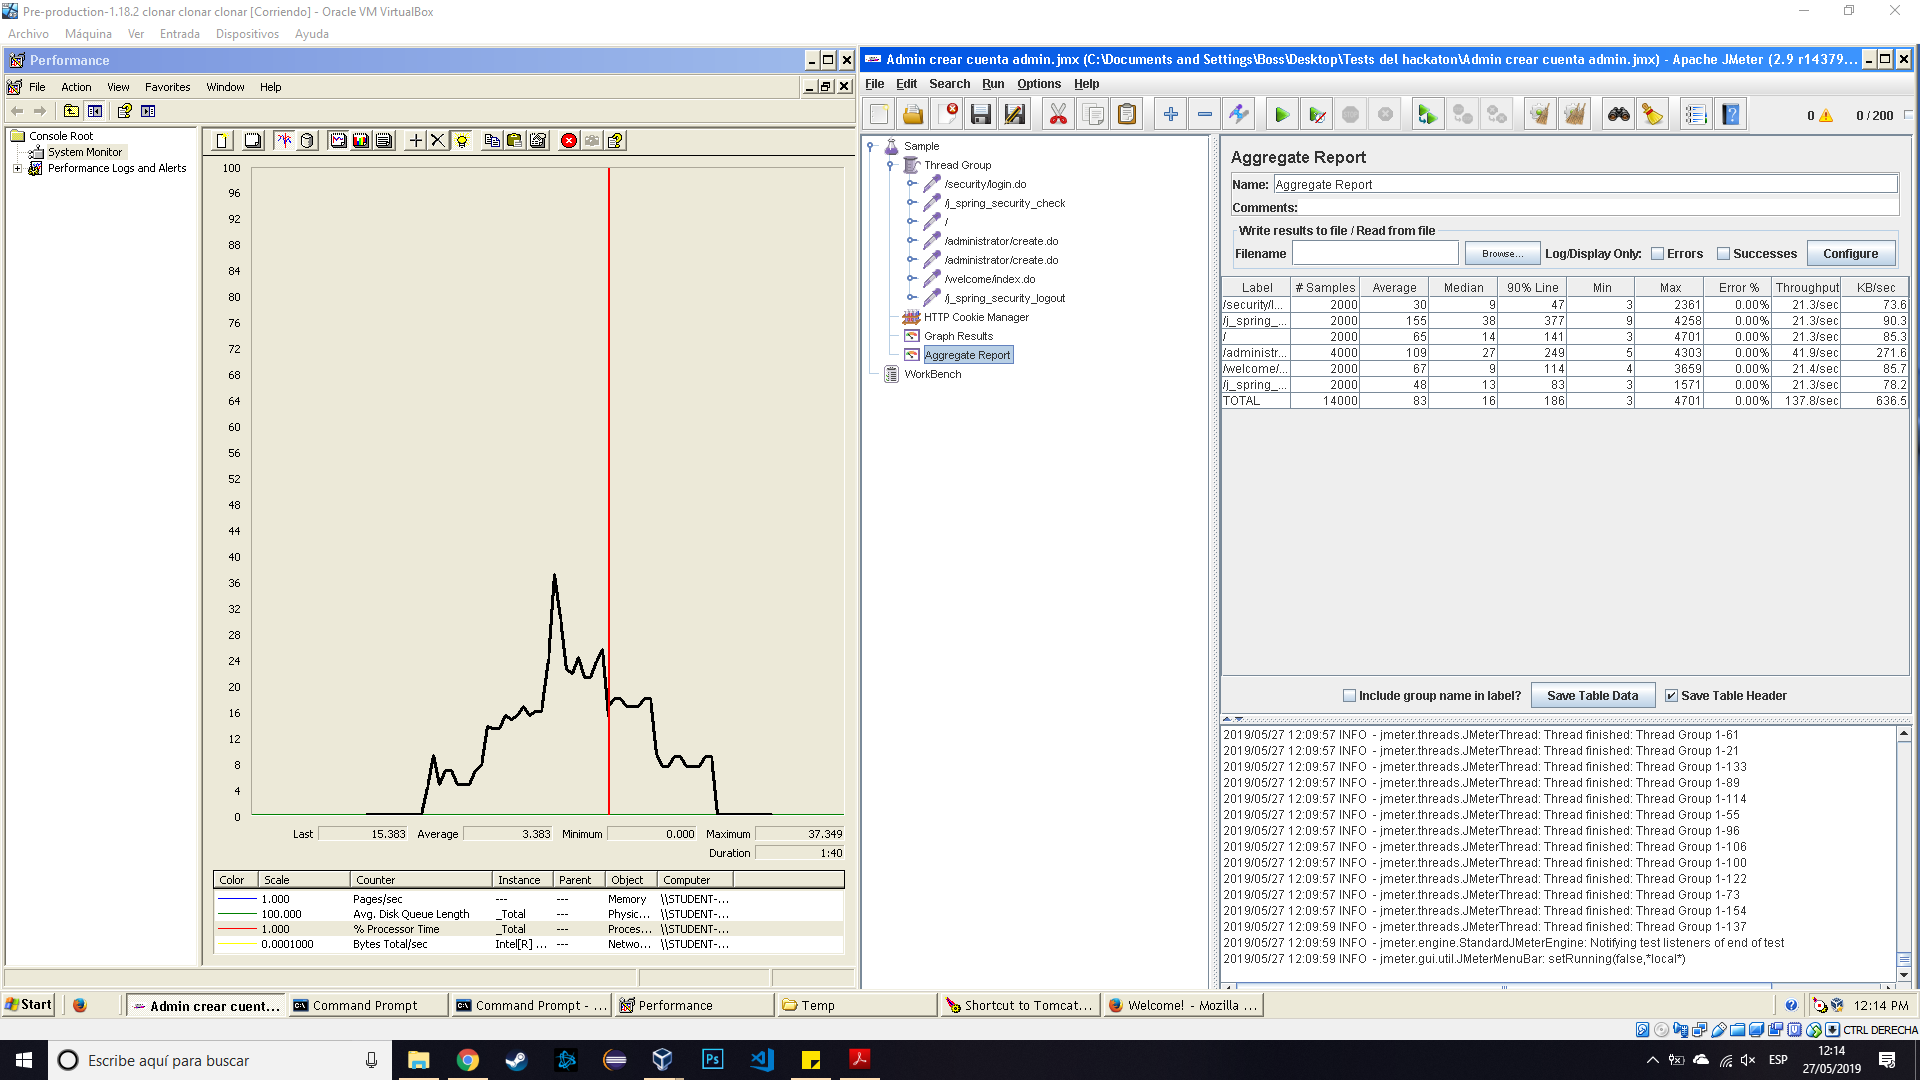 Pre-production-1.18.2 clonar clonar clonar [Corriendo] - Oracle VM VirtualBox
Archivo Máquina Ver Entrada Dispositivos Ayuda
Performance
File Action View Favorites Window Help
Console Root
System Monitor
Performance Logs and Alerts
100
96
92
88
84
80
76
72
68
64
60
56
52
48
44
40
36
32
28
24
20
16
12
8
4
0
Last 15.383 Average 3.383 Minimum 0.000 Maximum 37.349
Duration 1:40
Color Scale Counter Instance Parent Object Computer
1.000 Pages/sec --- --- Memory \\STUDENT-...
100.000 Avg. Disk Queue Length _Total --- Physic... \\STUDENT-...
1.000 % Processor Time _Total --- Proces... \\STUDENT-...
0.0001000 Bytes Total/sec Intel[R] ... --- Netwo... \\STUDENT-...
Admin crear cuenta admin.jmx (C:\Documents and Settings\Boss\Desktop\Tests del hackaton\Admin crear cuenta admin.jmx) - Apache JMeter (2.9 r14379...
File Edit Search Run Options Help
0 0 / 200
Sample
Thread Group
/security/login.do
/j_spring_security_check
/
/administrator/create.do
/administrator/create.do
/welcome/index.do
/j_spring_security_logout
HTTP Cookie Manager
Graph Results
Aggregate Report
WorkBench
Aggregate Report
Name: Aggregate Report
Comments:
Write results to file / Read from file
Filename Browse... Log/Display Only: Errors Successes Configure
Label # Samples Average Median 90% Line Min Max Error % Throughput KB/sec
/security/l... 2000 30 9 47 3 2361 0.00% 21.3/sec 73.6
/j_spring_... 2000 155 38 377 9 4258 0.00% 21.3/sec 90.3
/ 2000 65 14 141 3 4701 0.00% 21.3/sec 85.3
/administr... 4000 109 27 249 5 4303 0.00% 41.9/sec 271.6
/welcome/... 2000 67 9 114 4 3659 0.00% 21.4/sec 85.7
/j_spring_... 2000 48 13 83 3 1571 0.00% 21.3/sec 78.2
TOTAL 14000 83 16 186 3 4701 0.00% 137.8/sec 636.5
Include group name in label? Save Table Data Save Table Header
2019/05/27 12:09:57 INFO - jmeter.threads.JMeterThread: Thread finished: Thread Group 1-61
2019/05/27 12:09:57 INFO - jmeter.threads.JMeterThread: Thread finished: Thread Group 1-21
2019/05/27 12:09:57 INFO - jmeter.threads.JMeterThread: Thread finished: Thread Group 1-133
2019/05/27 12:09:57 INFO - jmeter.threads.JMeterThread: Thread finished: Thread Group 1-89
2019/05/27 12:09:57 INFO - jmeter.threads.JMeterThread: Thread finished: Thread Group 1-114
2019/05/27 12:09:57 INFO - jmeter.threads.JMeterThread: Thread finished: Thread Group 1-55
2019/05/27 12:09:57 INFO - jmeter.threads.JMeterThread: Thread finished: Thread Group 1-96
2019/05/27 12:09:57 INFO - jmeter.threads.JMeterThread: Thread finished: Thread Group 1-106
2019/05/27 12:09:57 INFO - jmeter.threads.JMeterThread: Thread finished: Thread Group 1-100
2019/05/27 12:09:57 INFO - jmeter.threads.JMeterThread: Thread finished: Thread Group 1-122
2019/05/27 12:09:57 INFO - jmeter.threads.JMeterThread: Thread finished: Thread Group 1-73
2019/05/27 12:09:57 INFO - jmeter.threads.JMeterThread: Thread finished: Thread Group 1-154
2019/05/27 12:09:57 INFO - jmeter.threads.JMeterThread: Thread finished: Thread Group 1-137
2019/05/27 12:09:59 INFO - jmeter.engine.StandardJMeterEngine: Notifying test listeners of end of test
2019/05/27 12:09:59 INFO - jmeter.gui.util.JMeterMenuBar: setRunning(false,*local*)
Start Admin crear cuent... Command Prompt Command Prompt - ... Performance Temp Shortcut to Tomcat... Welcome! - Mozilla ... 12:14 PM
CTRL DERECHA
Escribe aquí para buscar Ps ESP 12:14
27/05/2019